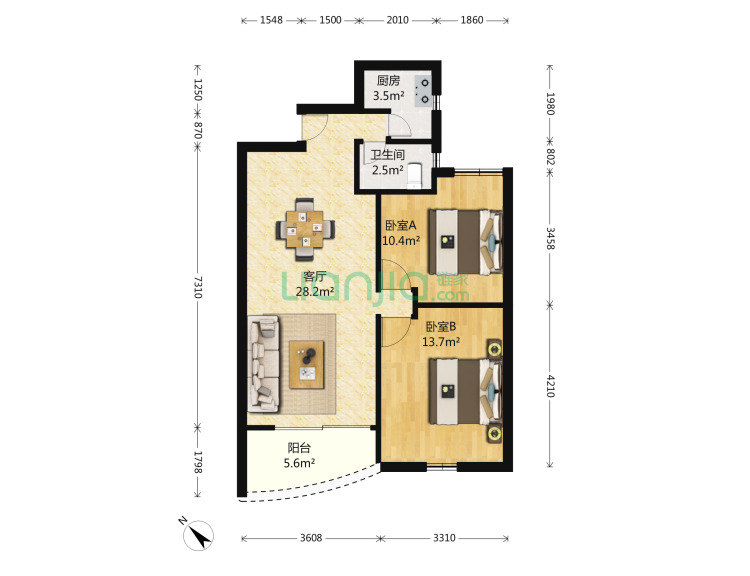 1548 1500 2010 1860
1250
870
7310
1798
1980
802
3458
4210
厨房
3.5m²
卫生间
2.5m²
卧室A
10.4m²
客厅
28.2m²
Lianjia 链家
.com
卧室B
13.7m²
阳台
5.6m²
N
3608 3310